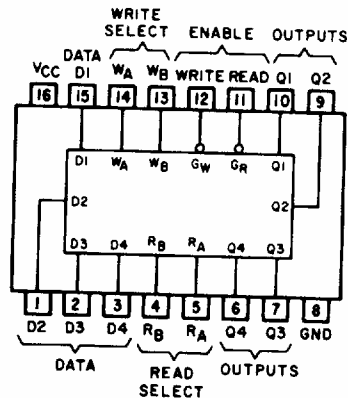 WRITE SELECT ENABLE OUTPUTS
VCC DATA D1 WA WB WRITE READ Q1 Q2
16 15 14 13 12 11 10 9
D1 WA WB GW GR Q1
D2 Q2
D3 D4 RB RA Q4 Q3
1 2 3 4 5 6 7 8
D2 D3 D4 RB RA Q4 Q3 GND
DATA READ SELECT OUTPUTS